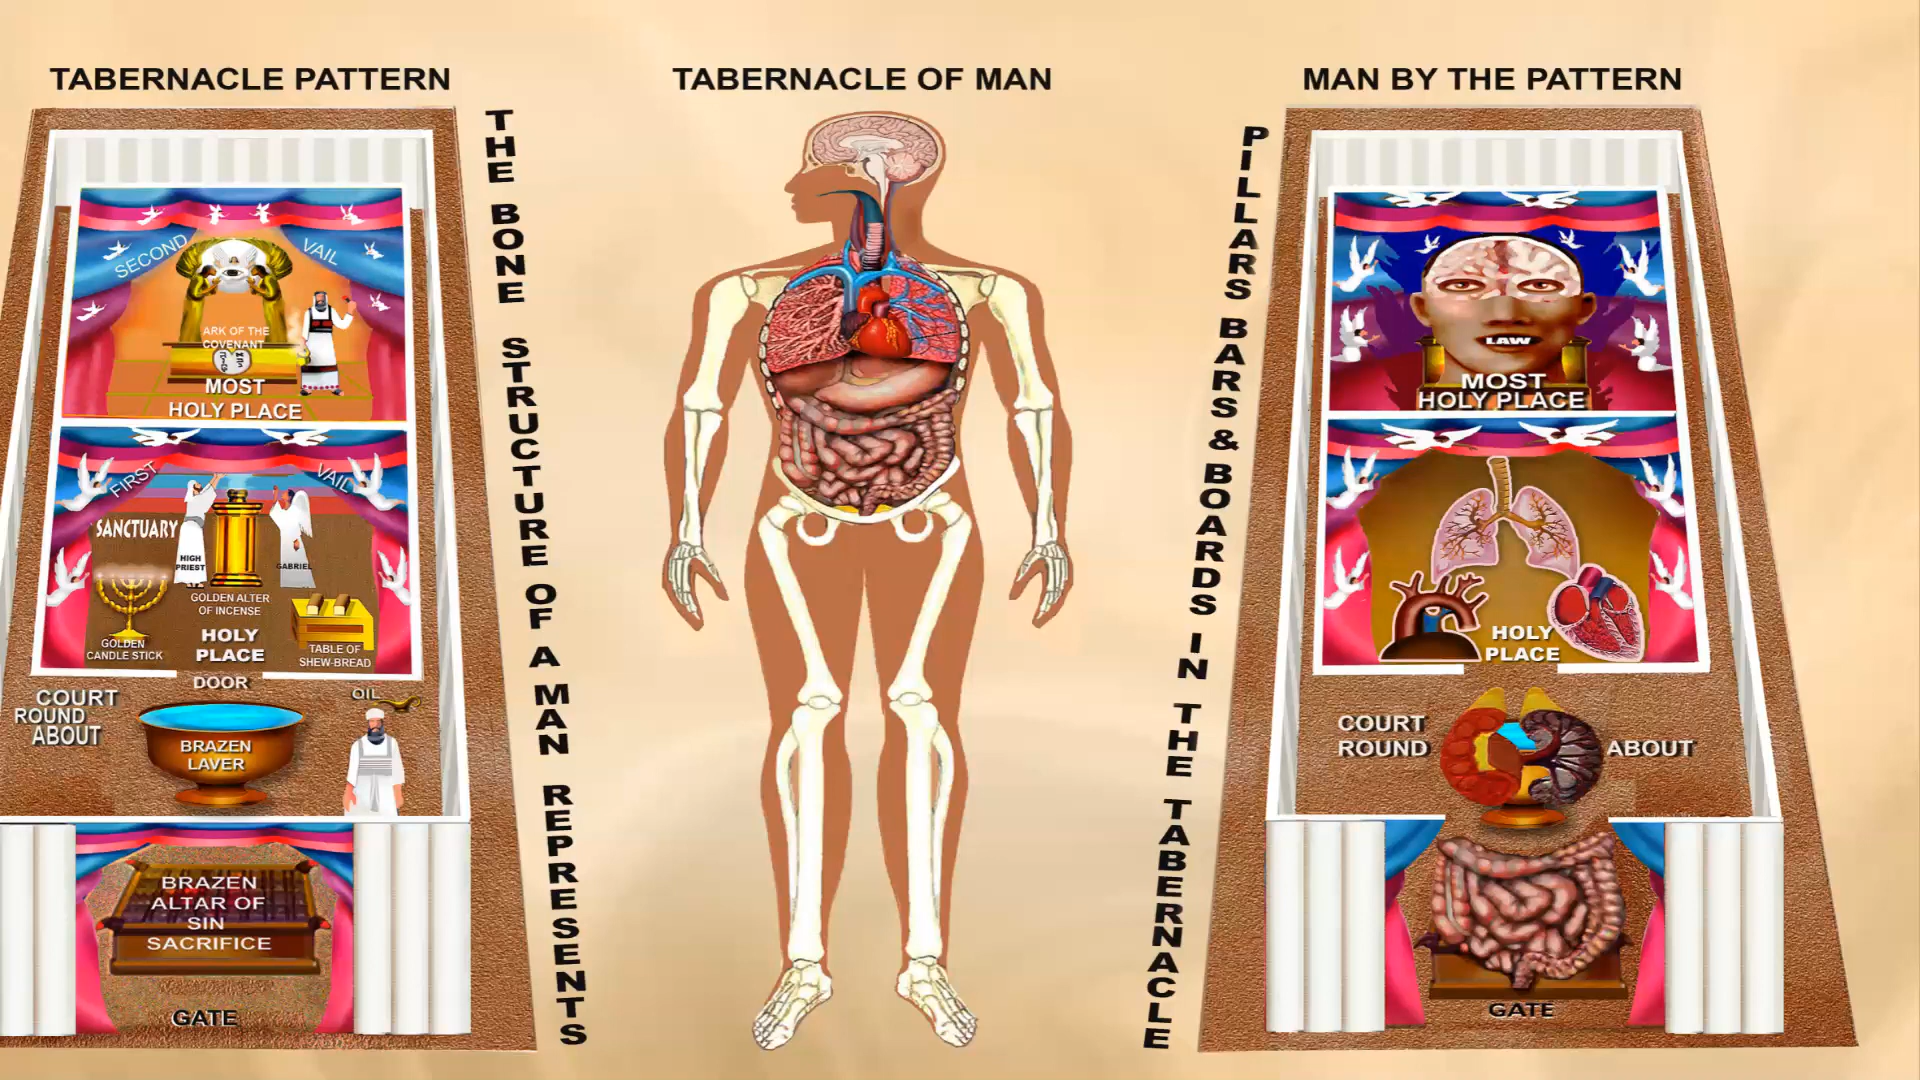 TABERNACLE PATTERN
SECOND VAIL
ARK OF THE
COVENANT
MOST
HOLY PLACE
FIRST VAIL
SANCTUARY
HIGH
PRIEST
GABRIEL
GOLDEN ALTER
OF INCENSE
GOLDEN
CANDLE STICK
HOLY
PLACE
TABLE OF
SHEW-BREAD
DOOR
COURT
ROUND
ABOUT
OIL
BRAZEN
LAVER
BRAZEN
ALTAR OF
SIN
SACRIFICE
GATE
THE BONE STRUCTURE OF A MAN REPRESENTS
TABERNACLE OF MAN
PILLARS BARS & BOARDS IN THE TABERNACLE
MAN BY THE PATTERN
LAW
MOST
HOLY PLACE
HOLY
PLACE
COURT
ROUND ABOUT
GATE